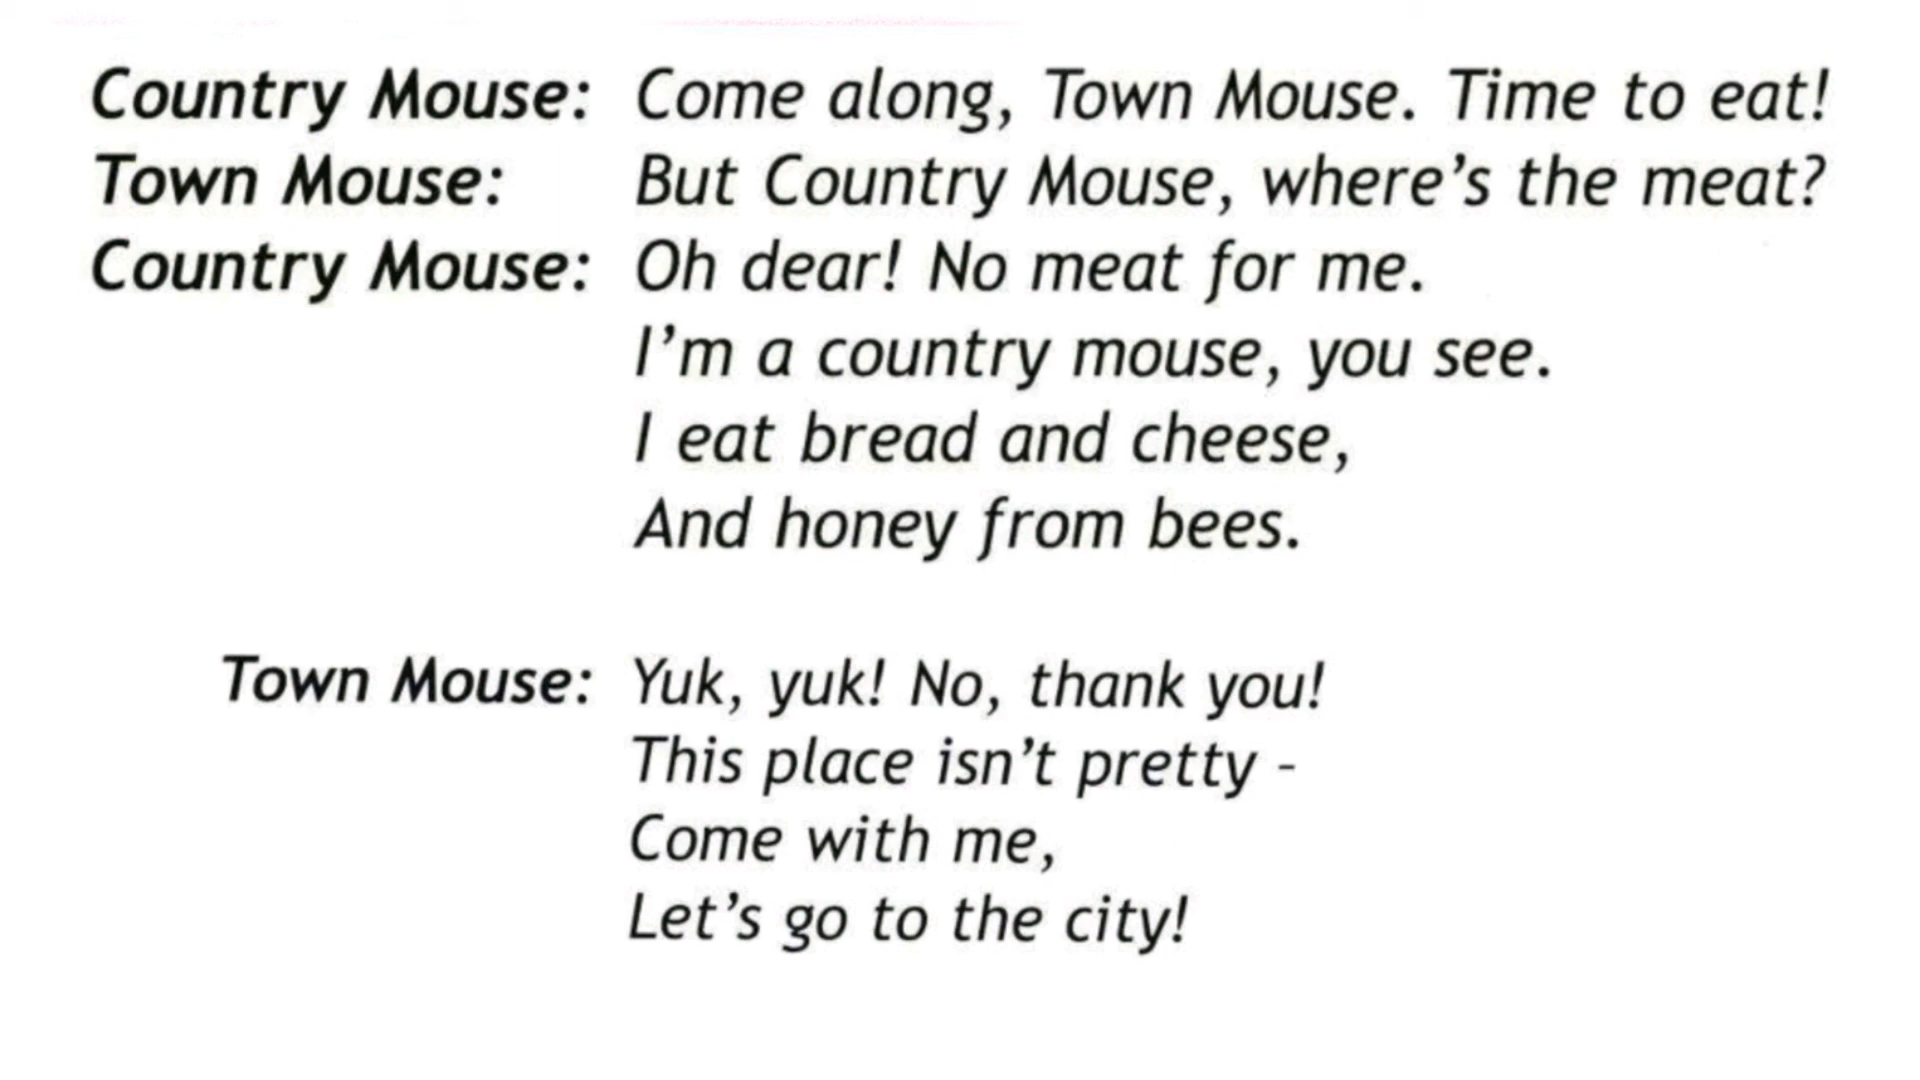 Country Mouse: Come along, Town Mouse. Time to eat!
Town Mouse: But Country Mouse, where's the meat?
Country Mouse: Oh dear! No meat for me.
I'm a country mouse, you see.
I eat bread and cheese,
And honey from bees.
Town Mouse: Yuk, yuk! No, thank you!
This place isn't pretty -
Come with me,
Let's go to the city!